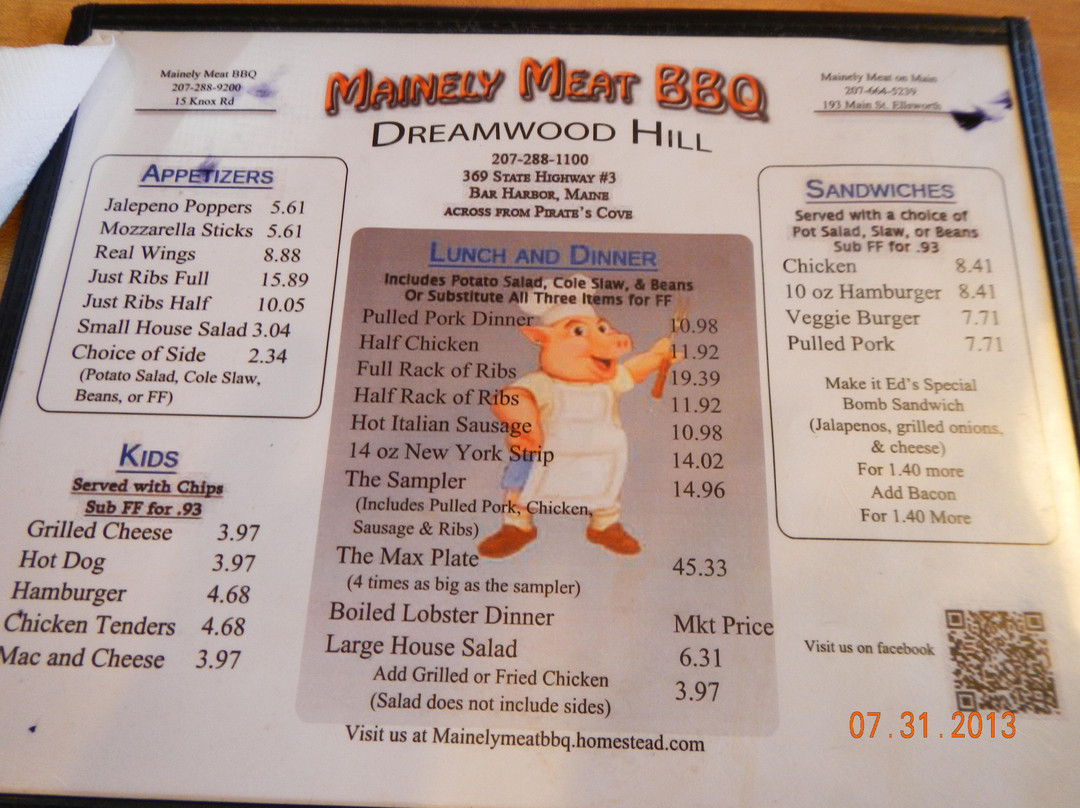 Mainely Meat BBQ
207-288-9200
15 Knox Rd
MAINELY MEAT BBQ
DREAMWOOD HILL
207-288-1100
369 STATE HIGHWAY #3
BAR HARBOR, MAINE
ACROSS FROM PIRATE'S COVE
Mainely Meat on Main
207-664-5239
193 Main St. Ellsworth
APPETIZERS
Jalepeno Poppers 5.61
Mozzarella Sticks 5.61
Real Wings 8.88
Just Ribs Full 15.89
Just Ribs Half 10.05
Small House Salad 3.04
Choice of Side 2.34
(Potato Salad, Cole Slaw,
Beans, or FF)
KIDS
Served with Chips
Sub FF for .93
Grilled Cheese 3.97
Hot Dog 3.97
Hamburger 4.68
Chicken Tenders 4.68
Mac and Cheese 3.97
LUNCH AND DINNER
Includes Potato Salad, Cole Slaw, & Beans
Or Substitute All Three Items for FF
Pulled Pork Dinner 10.98
Half Chicken 11.92
Full Rack of Ribs 19.39
Half Rack of Ribs 11.92
Hot Italian Sausage 10.98
14 oz New York Strip 14.02
The Sampler 14.96
(Includes Pulled Pork, Chicken,
Sausage & Ribs)
The Max Plate 45.33
(4 times as big as the sampler)
Boiled Lobster Dinner Mkt Price
Large House Salad 6.31
Add Grilled or Fried Chicken 3.97
(Salad does not include sides)
Visit us at Mainelymeatbbq.homestead.com
SANDWICHES
Served with a choice of
Pot Salad, Slaw, or Beans
Sub FF for .93
Chicken 8.41
10 oz Hamburger 8.41
Veggie Burger 7.71
Pulled Pork 7.71
Make it Ed's Special
Bomb Sandwich
(Jalapenos, grilled onions,
& cheese)
For 1.40 more
Add Bacon
For 1.40 More
Visit us on facebook
07.31.2013